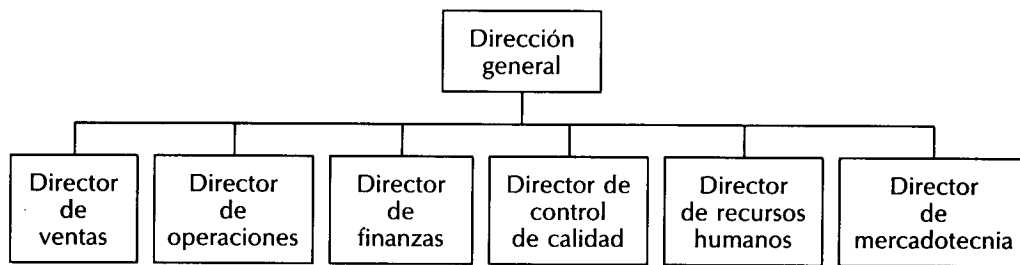 Dirección
general
Director
de
ventas
Director
de
operaciones
Director
de
finanzas
Director de
control
de calidad
Director
de recursos
humanos
Director
de
mercadotecnia